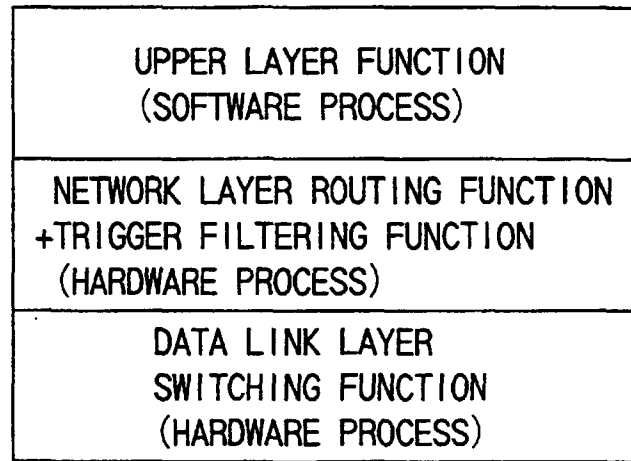 UPPER LAYER FUNCTION
(SOFTWARE PROCESS)
NETWORK LAYER ROUTING FUNCTION
+TRIGGER FILTERING FUNCTION
(HARDWARE PROCESS)
DATA LINK LAYER
SWITCHING FUNCTION
(HARDWARE PROCESS)